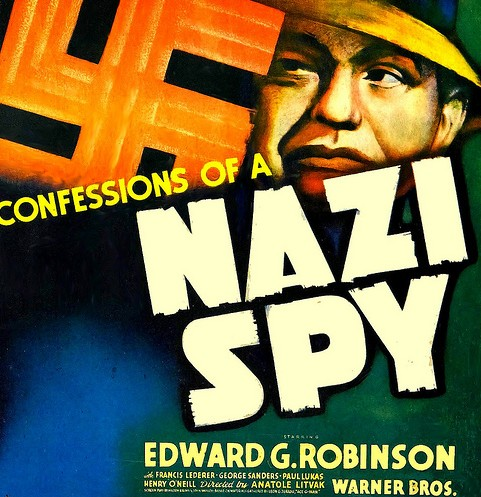 CONFESSIONS OF A
NAZI
SPY
STARRING
EDWARD G. ROBINSON
with FRANCIS LEDERER · GEORGE SANDERS · PAUL LUKAS
HENRY O'NEILL Directed by ANATOLE LITVAK
WARNER BROS.